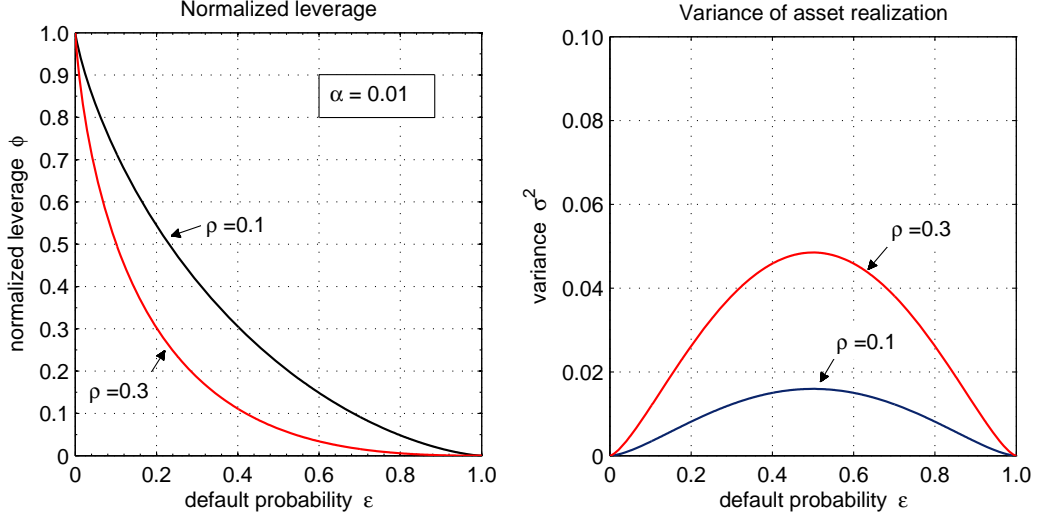 Normalized leverage
1.0
0.9
0.8
0.7
0.6
0.5
0.4
0.3
0.2
0.1
0
normalized leverage ϕ
α = 0.01
ρ =0.1
ρ =0.3
0
0.2
0.4
0.6
0.8
1.0
default probability ε
Variance of asset realization
0.10
0.08
0.06
0.04
0.02
0
variance σ²
ρ =0.3
ρ =0.1
0
0.2
0.4
0.6
0.8
1.0
default probability ε